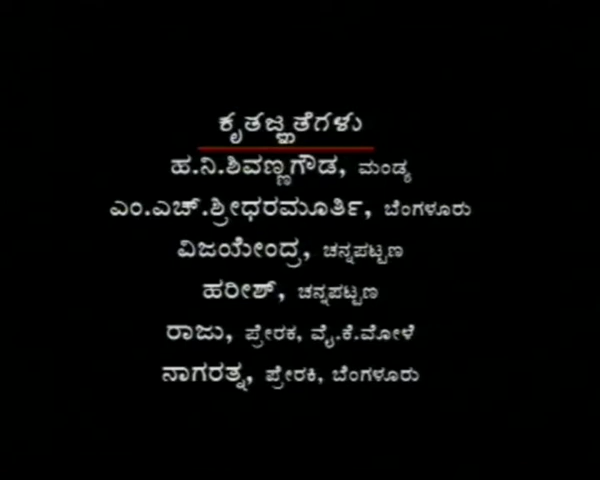 ಕೃತಜ್ಞತೆಗಳು
ಹ.ನಿ.ಶಿವಣ್ಣಗೌಡ, ಮಂಡ್ಯ
ಎಂ.ಎಚ್.ಶ್ರೀಧರಮೂರ್ತಿ, ಬೆಂಗಳೂರು
ವಿಜಯೇಂದ್ರ, ಚನ್ನಪಟ್ಟಣ
ಹರೀಶ್, ಚನ್ನಪಟ್ಟಣ
ರಾಜು, ಪ್ರೇರಕ, ವೈ.ಕೆ.ಮೋಳೆ
ನಾಗರತ್ನ, ಪ್ರೇರಕಿ, ಬೆಂಗಳೂರು